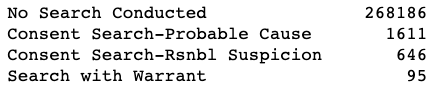 No Search Conducted 268186
Consent Search-Probable Cause 1611
Consent Search-Rsnbl Suspicion 646
Search with Warrant 95